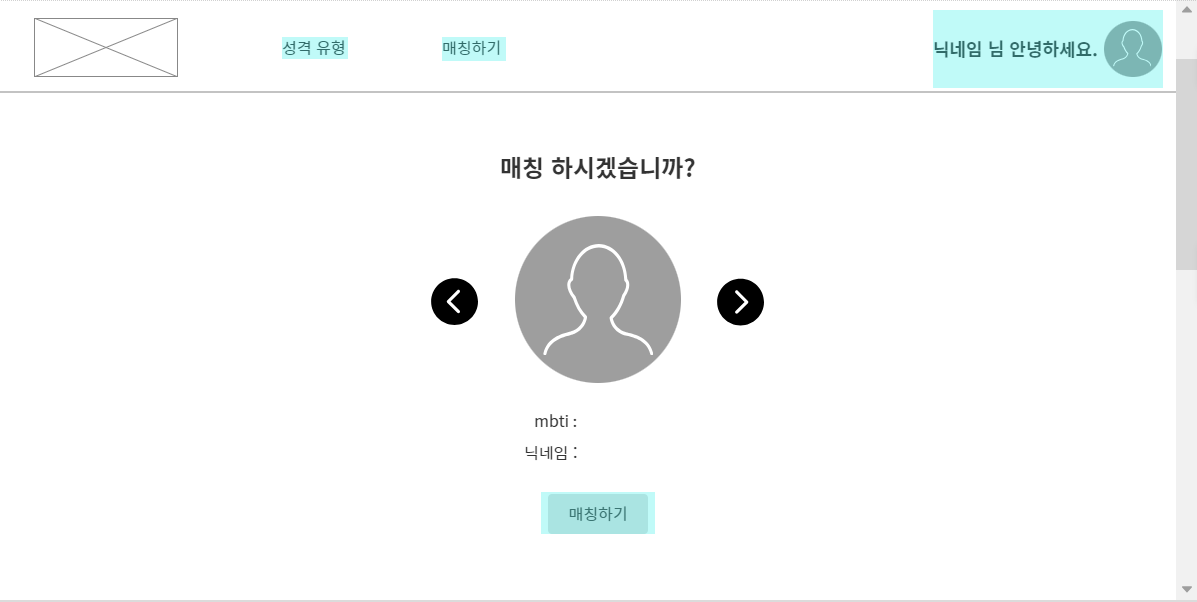 성격 유형
매칭하기
닉네임 님 안녕하세요.
매칭 하시겠습니까?
mbti :
닉네임 :
매칭하기